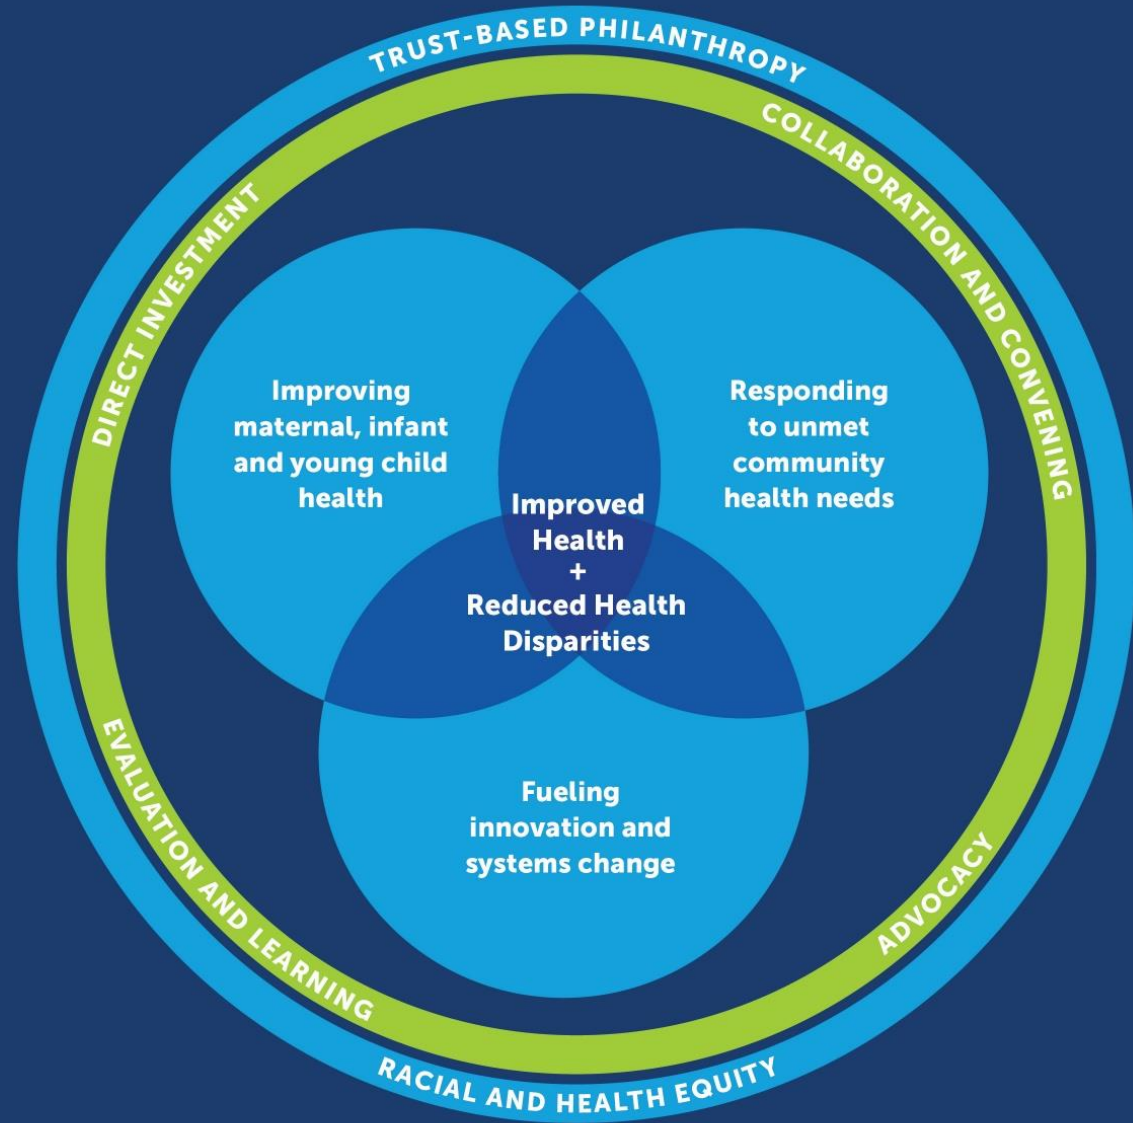 TRUST-BASED PHILANTHROPY
COLLABORATION AND CONVENING
DIRECT INVESTMENT
Improving
maternal, infant
and young child
health
Responding
to unmet
community
health needs
Improved
Health
+
Reduced Health
Disparities
Fueling
innovation and
systems change
EVALUATION AND LEARNING
ADVOCACY
RACIAL AND HEALTH EQUITY